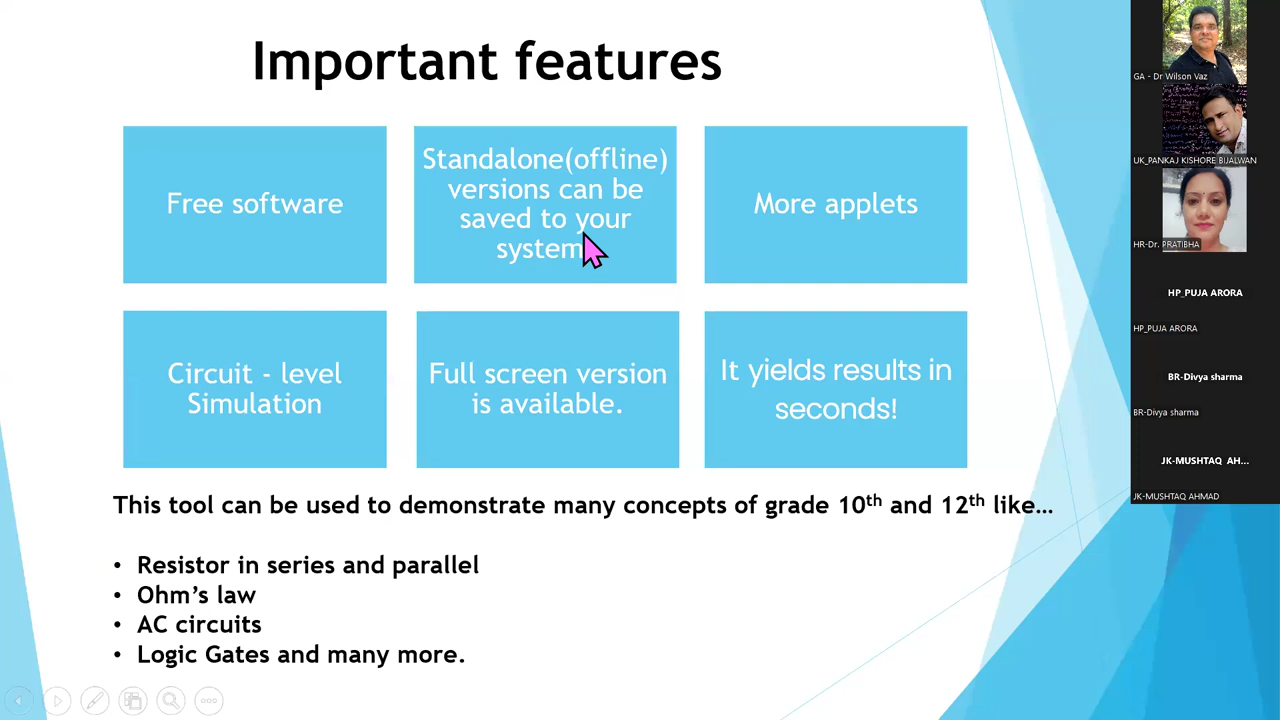 Important features
Free software
Standalone(offline)
versions can be
saved to your
system
More applets
Circuit - level
Simulation
Full screen version
is available.
It yields results in
seconds!
This tool can be used to demonstrate many concepts of grade 10th and 12th like...
• Resistor in series and parallel
• Ohm's law
• AC circuits
• Logic Gates and many more.
GA - Dr Wilson Vaz
UK_PANKAJ KISHORE BIJALWAN
HR-Dr. PRATIBHA
HP_PUJA ARORA
HP_PUJA ARORA
BR-Divya sharma
BR-Divya sharma
JK-MUSHTAQ AH...
JK-MUSHTAQ AHMAD